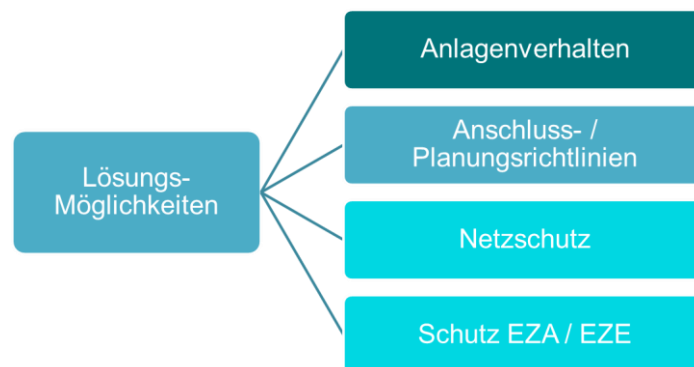 Anlagenverhalten
Anschluss- /
Planungsrichtlinien
Lösungs-
Möglichkeiten
Netzschutz
Schutz EZA / EZE